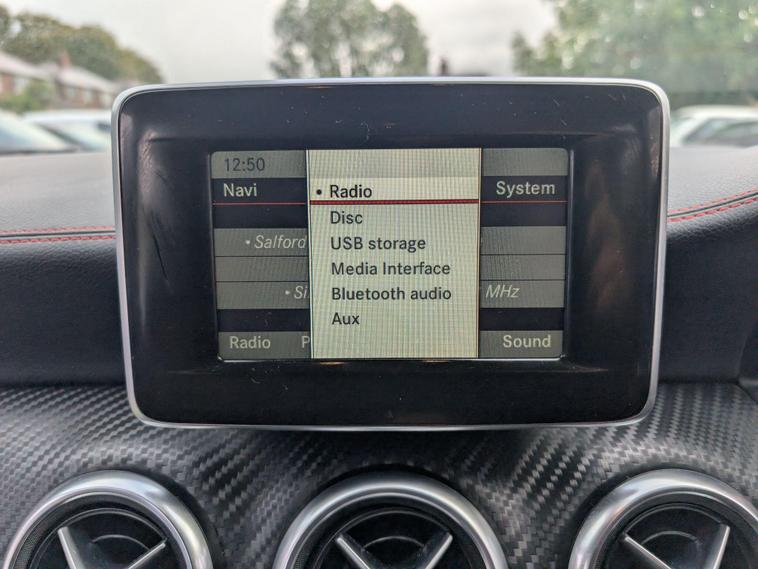 12:50
Navi
• Radio
System
Disc
• Salford
USB storage
Media Interface
Bluetooth audio
MHz
Aux
Radio
Sound